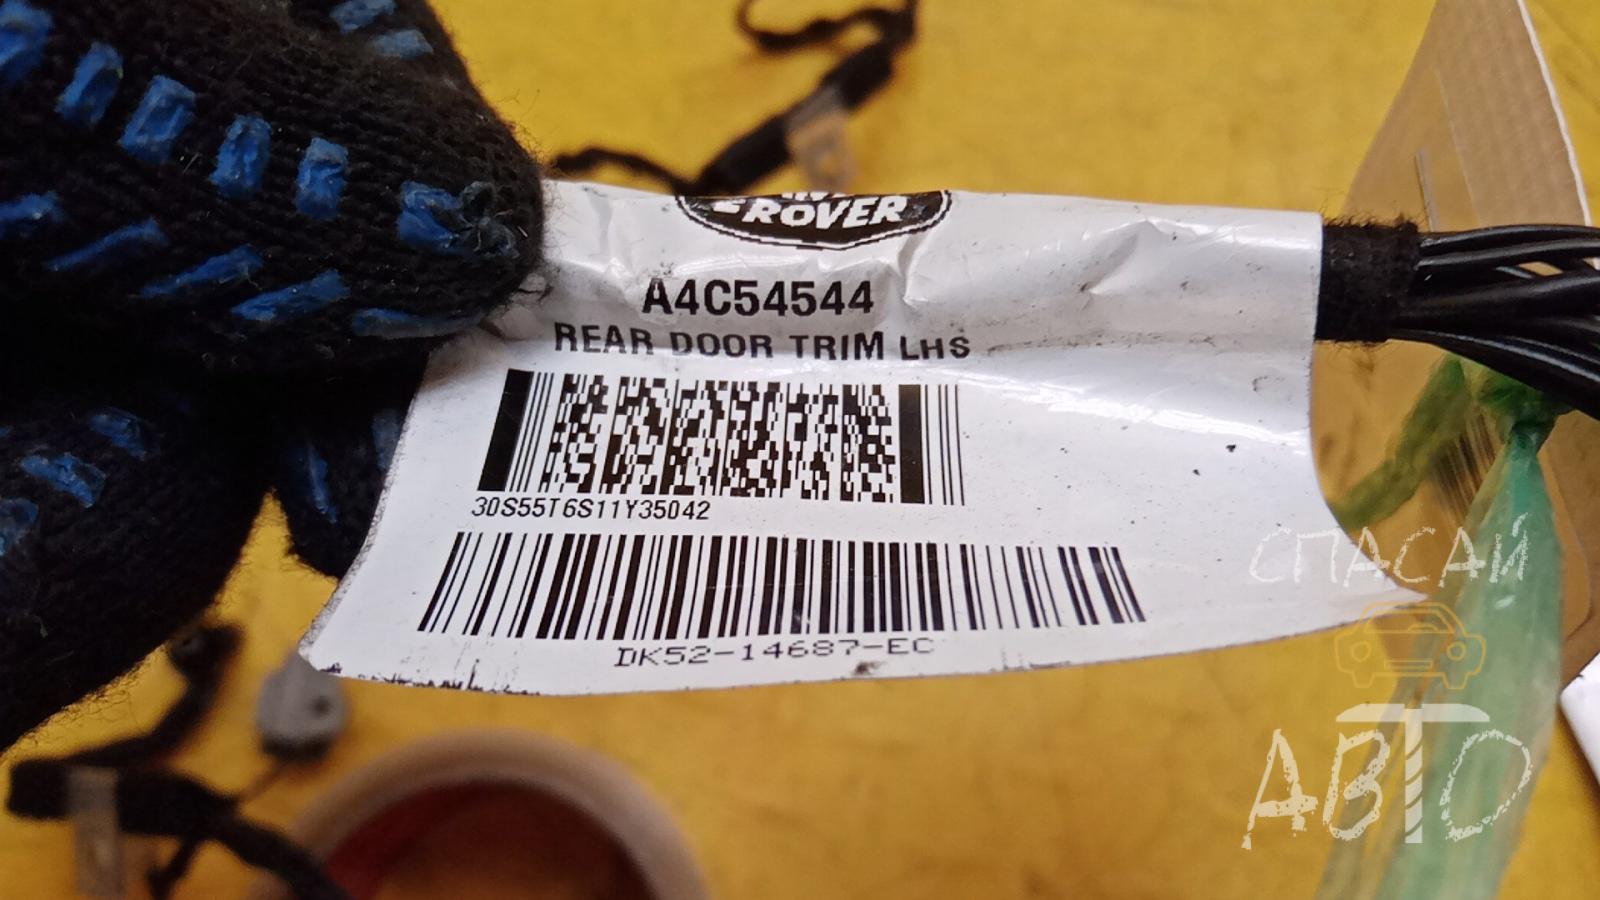 ROVER
A4C54544
REAR DOOR TRIM LHS
30S55T6S11Y35042
DK52-14687-EC
СПАСАЙ
АВТО